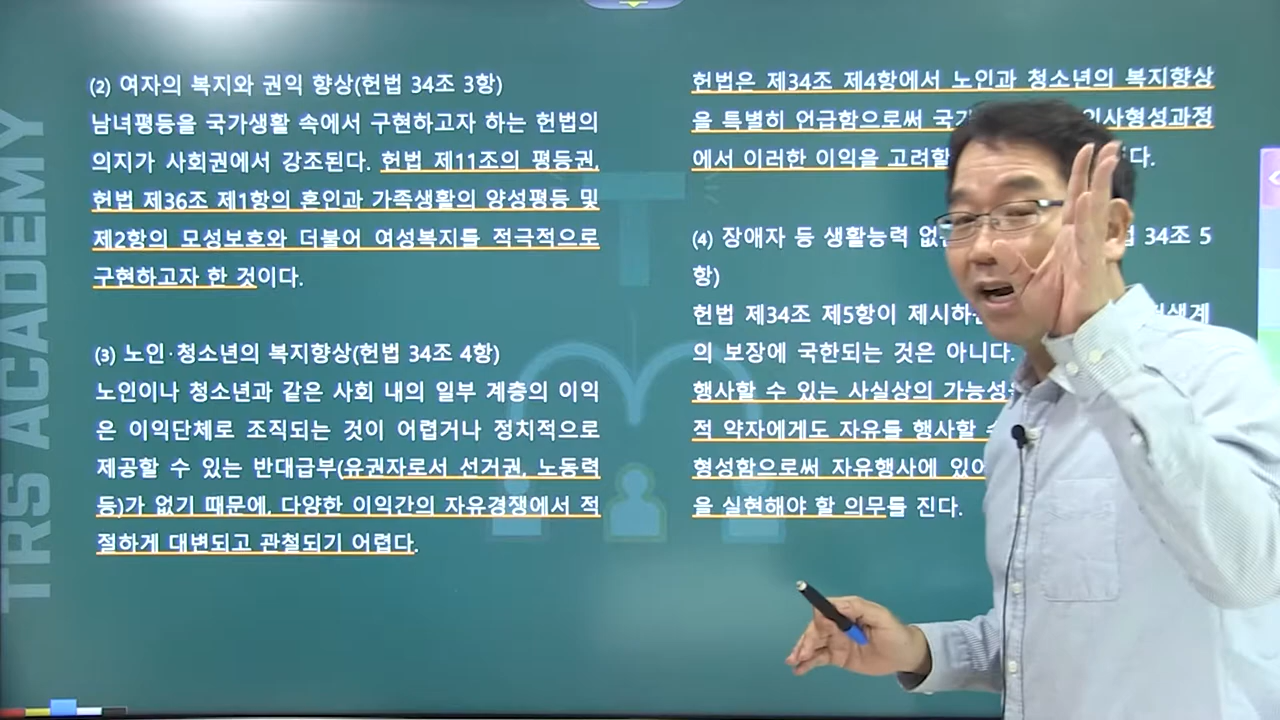 TRS ACADEMY
(2) 여자의 복지와 권익 향상(헌법 34조 3항)
남녀평등을 국가생활 속에서 구현하고자 하는 헌법의
의지가 사회권에서 강조된다. 헌법 제11조의 평등권,
헌법 제36조 제1항의 혼인과 가족생활의 양성평등 및
제2항의 모성보호와 더불어 여성복지를 적극적으로
구현하고자 한 것이다.
(3) 노인·청소년의 복지향상(헌법 34조 4항)
노인이나 청소년과 같은 사회 내의 일부 계층의 이익
은 이익단체로 조직되는 것이 어렵거나 정치적으로
제공할 수 있는 반대급부(유권자로서 선거권, 노동력
등)가 없기 때문에, 다양한 이익간의 자유경쟁에서 적
절하게 대변되고 관철되기 어렵다.
헌법은 제34조 제4항에서 노인과 청소년의 복지향상
을 특별히 언급함으로써 의사형성과정
에서 이러한 이익을 다.
(4) 장애자 등 생활능력 34조 5
항)
헌법 제34조 제5항이
의 보장에 국한되는 것은 아니다.
행사할 수 있는 사실상의
적 약자에게도 자유를 행사할
형성함으로써 자유행사에
을 실현해야 할 의무를 진다.